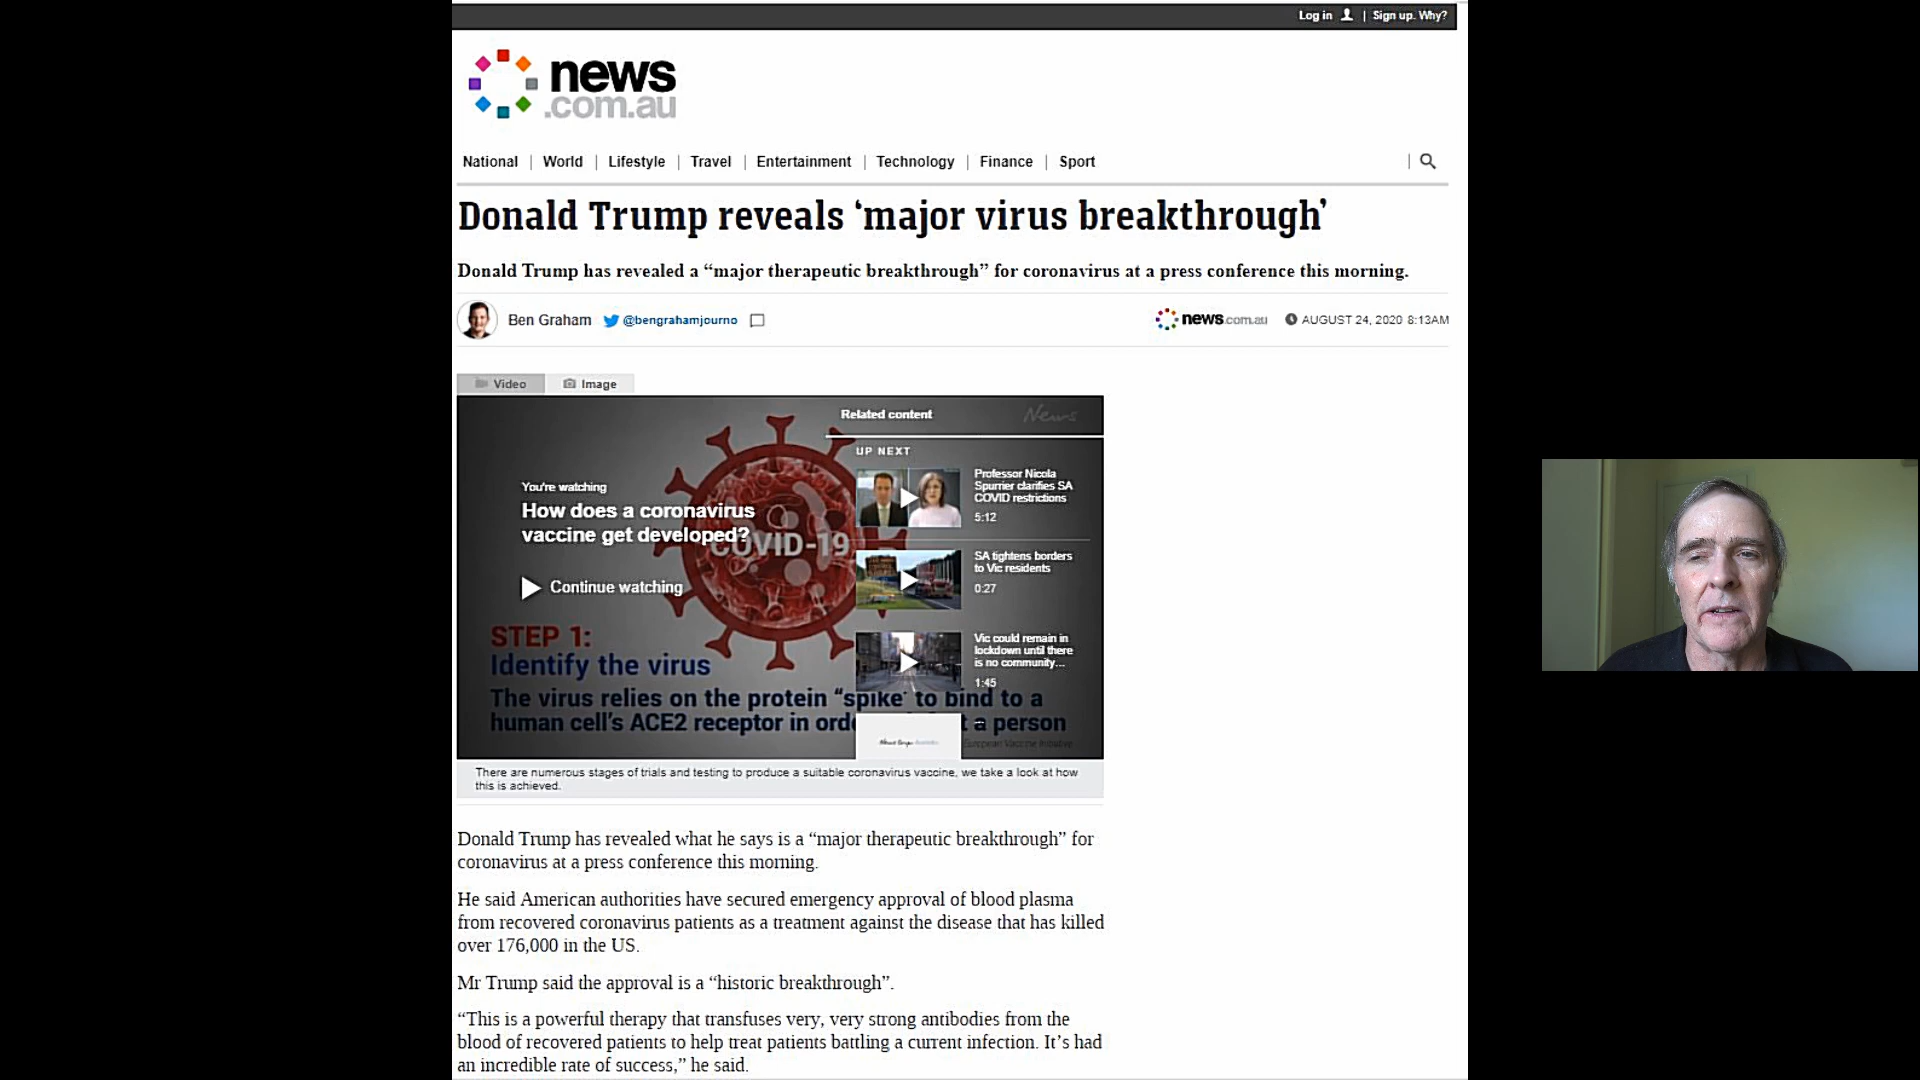 Log in | Sign up. Why?
news
.com.au
National | World | Lifestyle | Travel | Entertainment | Technology | Finance | Sport
Donald Trump reveals ‘major virus breakthrough’
Donald Trump has revealed a “major therapeutic breakthrough” for coronavirus at a press conference this morning.
Ben Graham @bengrahamjourno
news.com.au AUGUST 24, 2020 8:13AM
Video Image
Related content
News
UP NEXT
Professor Nicola
Spurrier clarifies SA
COVID restrictions
5:12
You're watching
How does a coronavirus
vaccine get developed?
COVID-19
Continue watching
SA tightens borders
to Vic residents
0:27
Vic could remain in
lockdown until there
is no community...
1:45
STEP 1:
Identify the virus
The virus relies on the protein “spike” to bind to a
human cell's ACE2 receptor in a person
European Vaccine Initiative
There are numerous stages of trials and testing to produce a suitable coronavirus vaccine, we take a look at how
this is achieved.
Donald Trump has revealed what he says is a “major therapeutic breakthrough” for
coronavirus at a press conference this morning.
He said American authorities have secured emergency approval of blood plasma
from recovered coronavirus patients as a treatment against the disease that has killed
over 176,000 in the US.
Mr Trump said the approval is a “historic breakthrough”.
“This is a powerful therapy that transfuses very, very strong antibodies from the
blood of recovered patients to help treat patients battling a current infection. It’s had
an incredible rate of success,” he said.